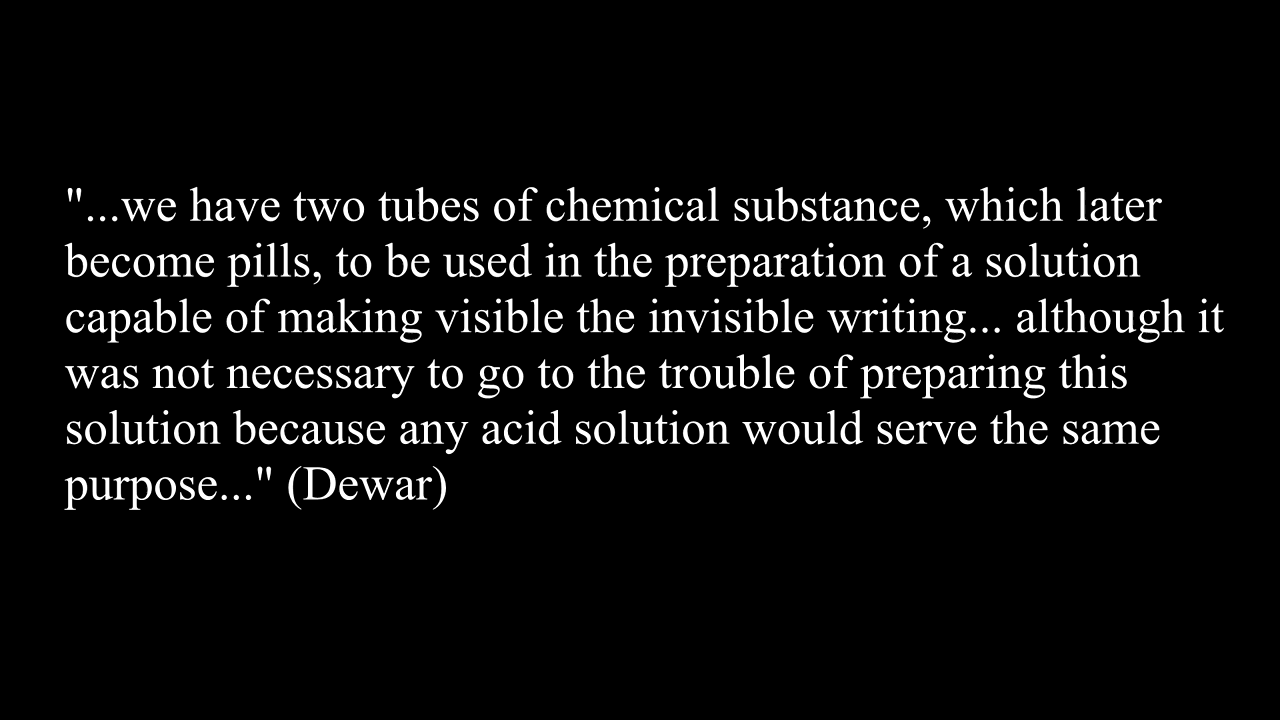 "...we have two tubes of chemical substance, which later
become pills, to be used in the preparation of a solution
capable of making visible the invisible writing... although it
was not necessary to go to the trouble of preparing this
solution because any acid solution would serve the same
purpose..." (Dewar)